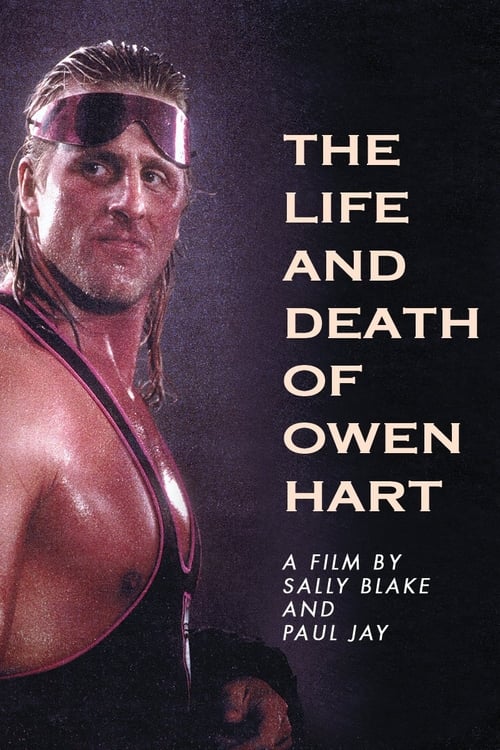 THE
LIFE
AND
DEATH
OF
OWEN
HART
A FILM BY
SALLY BLAKE
AND
PAUL JAY